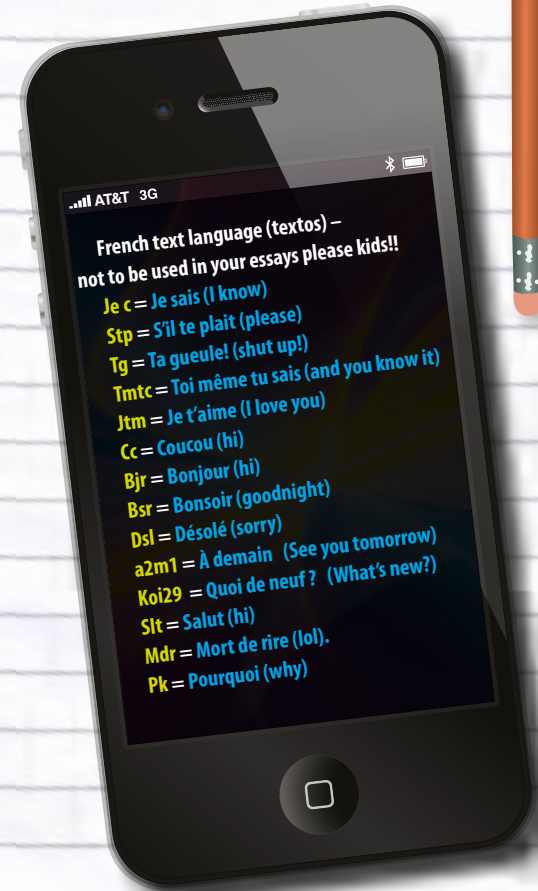 AT&T 3G
French text language (textos) –
not to be used in your essays please kids!!
Je c = Je sais (I know)
Stp = S'il te plait (please)
Tg = Ta gueule! (shut up!)
Tmtc = Toi même tu sais (and you know it)
Jtm = Je t'aime (I love you)
Cc = Coucou (hi)
Bjr = Bonjour (hi)
Bsr = Bonsoir (goodnight)
Dsl = Désolé (sorry)
a2m1 = À demain (See you tomorrow)
Koi29 = Quoi de neuf ? (What's new?)
Slt = Salut (hi)
Mdr = Mort de rire (lol).
Pk = Pourquoi (why)